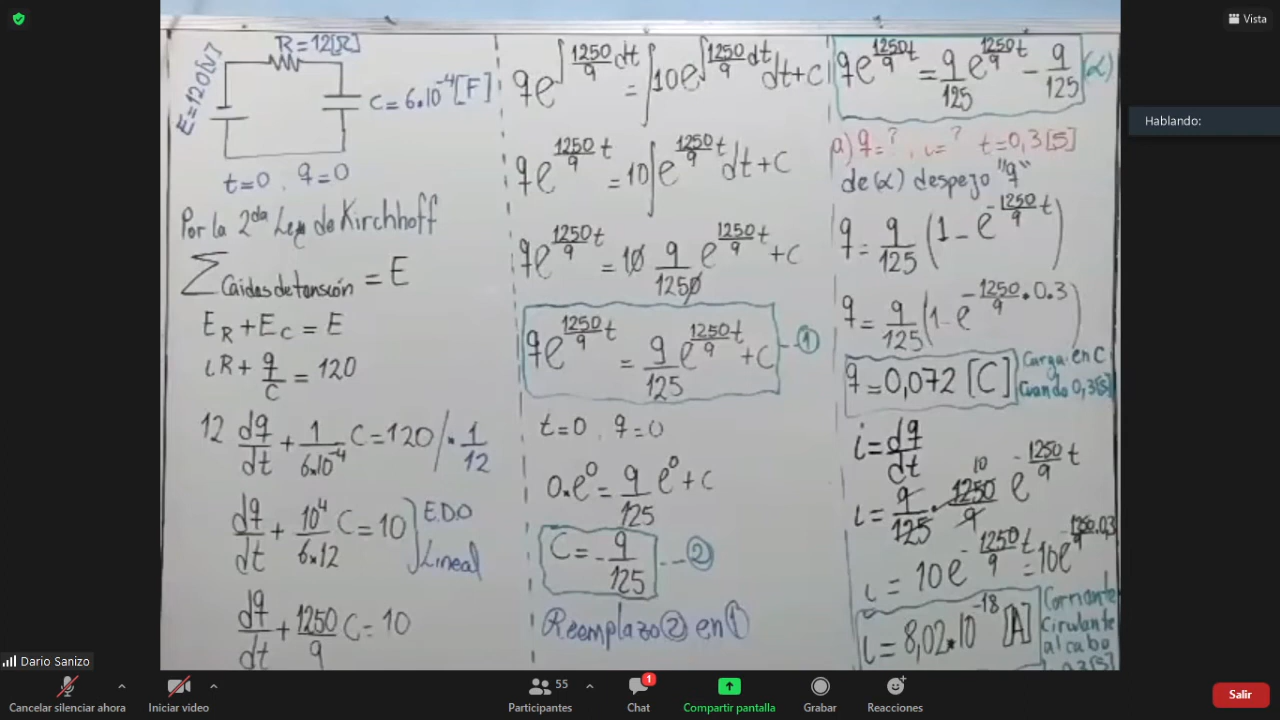 Vista
Hablando:
R=12[Ω]
E=120[V]
C=6.10⁻⁴[F]
t=0 . q=0
Por la 2da Ley de Kirchhoff
∑ Caidas de tensión = E
E_R + E_C = E
iR + q/C = 120
12 dq/dt + 1/(6x10⁻⁴) C = 120 /· 1/12
dq/dt + 10⁴/(6x12) C = 10
E.D.O
Lineal
dq/dt + 1250/9 C = 10
qe^(∫1250/9 dt) = ∫10e^(∫1250/9 dt) dt + C
qe^(1250/9 t) = 10∫e^(1250/9 t) dt + C
qe^(1250/9 t) = 10 9/1250 e^(1250/9 t) + C
qe^(1250/9 t) = 9/125 e^(1250/9 t) + C --①
t=0 . q=0
0.e⁰ = 9/125 e⁰ + C
C = -9/125 --②
Reemplazo ② en ①
qe^(1250/9 t) = 9/125 e^(1250/9 t) - 9/125 (α)
a) q=? , i=? t=0,3[S]
de (α) despejo "q"
q = 9/125 (1 - e^(-1250/9 t))
q = 9/125 (1 - e^(-1250/9 . 0.3))
q = 0,072 [C]
Carga en C
Cuando 0,3[s]
i = dq/dt
i = 9/125 . 1250/9 e^(-1250/9 t)
10
i = 10e^(-1250/9 t) = 10e^(-1250/9 .0.3)
i = 8,02.10⁻¹⁸ [A]
Corriente
Cirulante
al cabo
0.3[s]
Dario Sanizo
Cancelar silenciar ahora
Iniciar video
55
Participantes
1
Chat
Compartir pantalla
Grabar
Reacciones
Salir